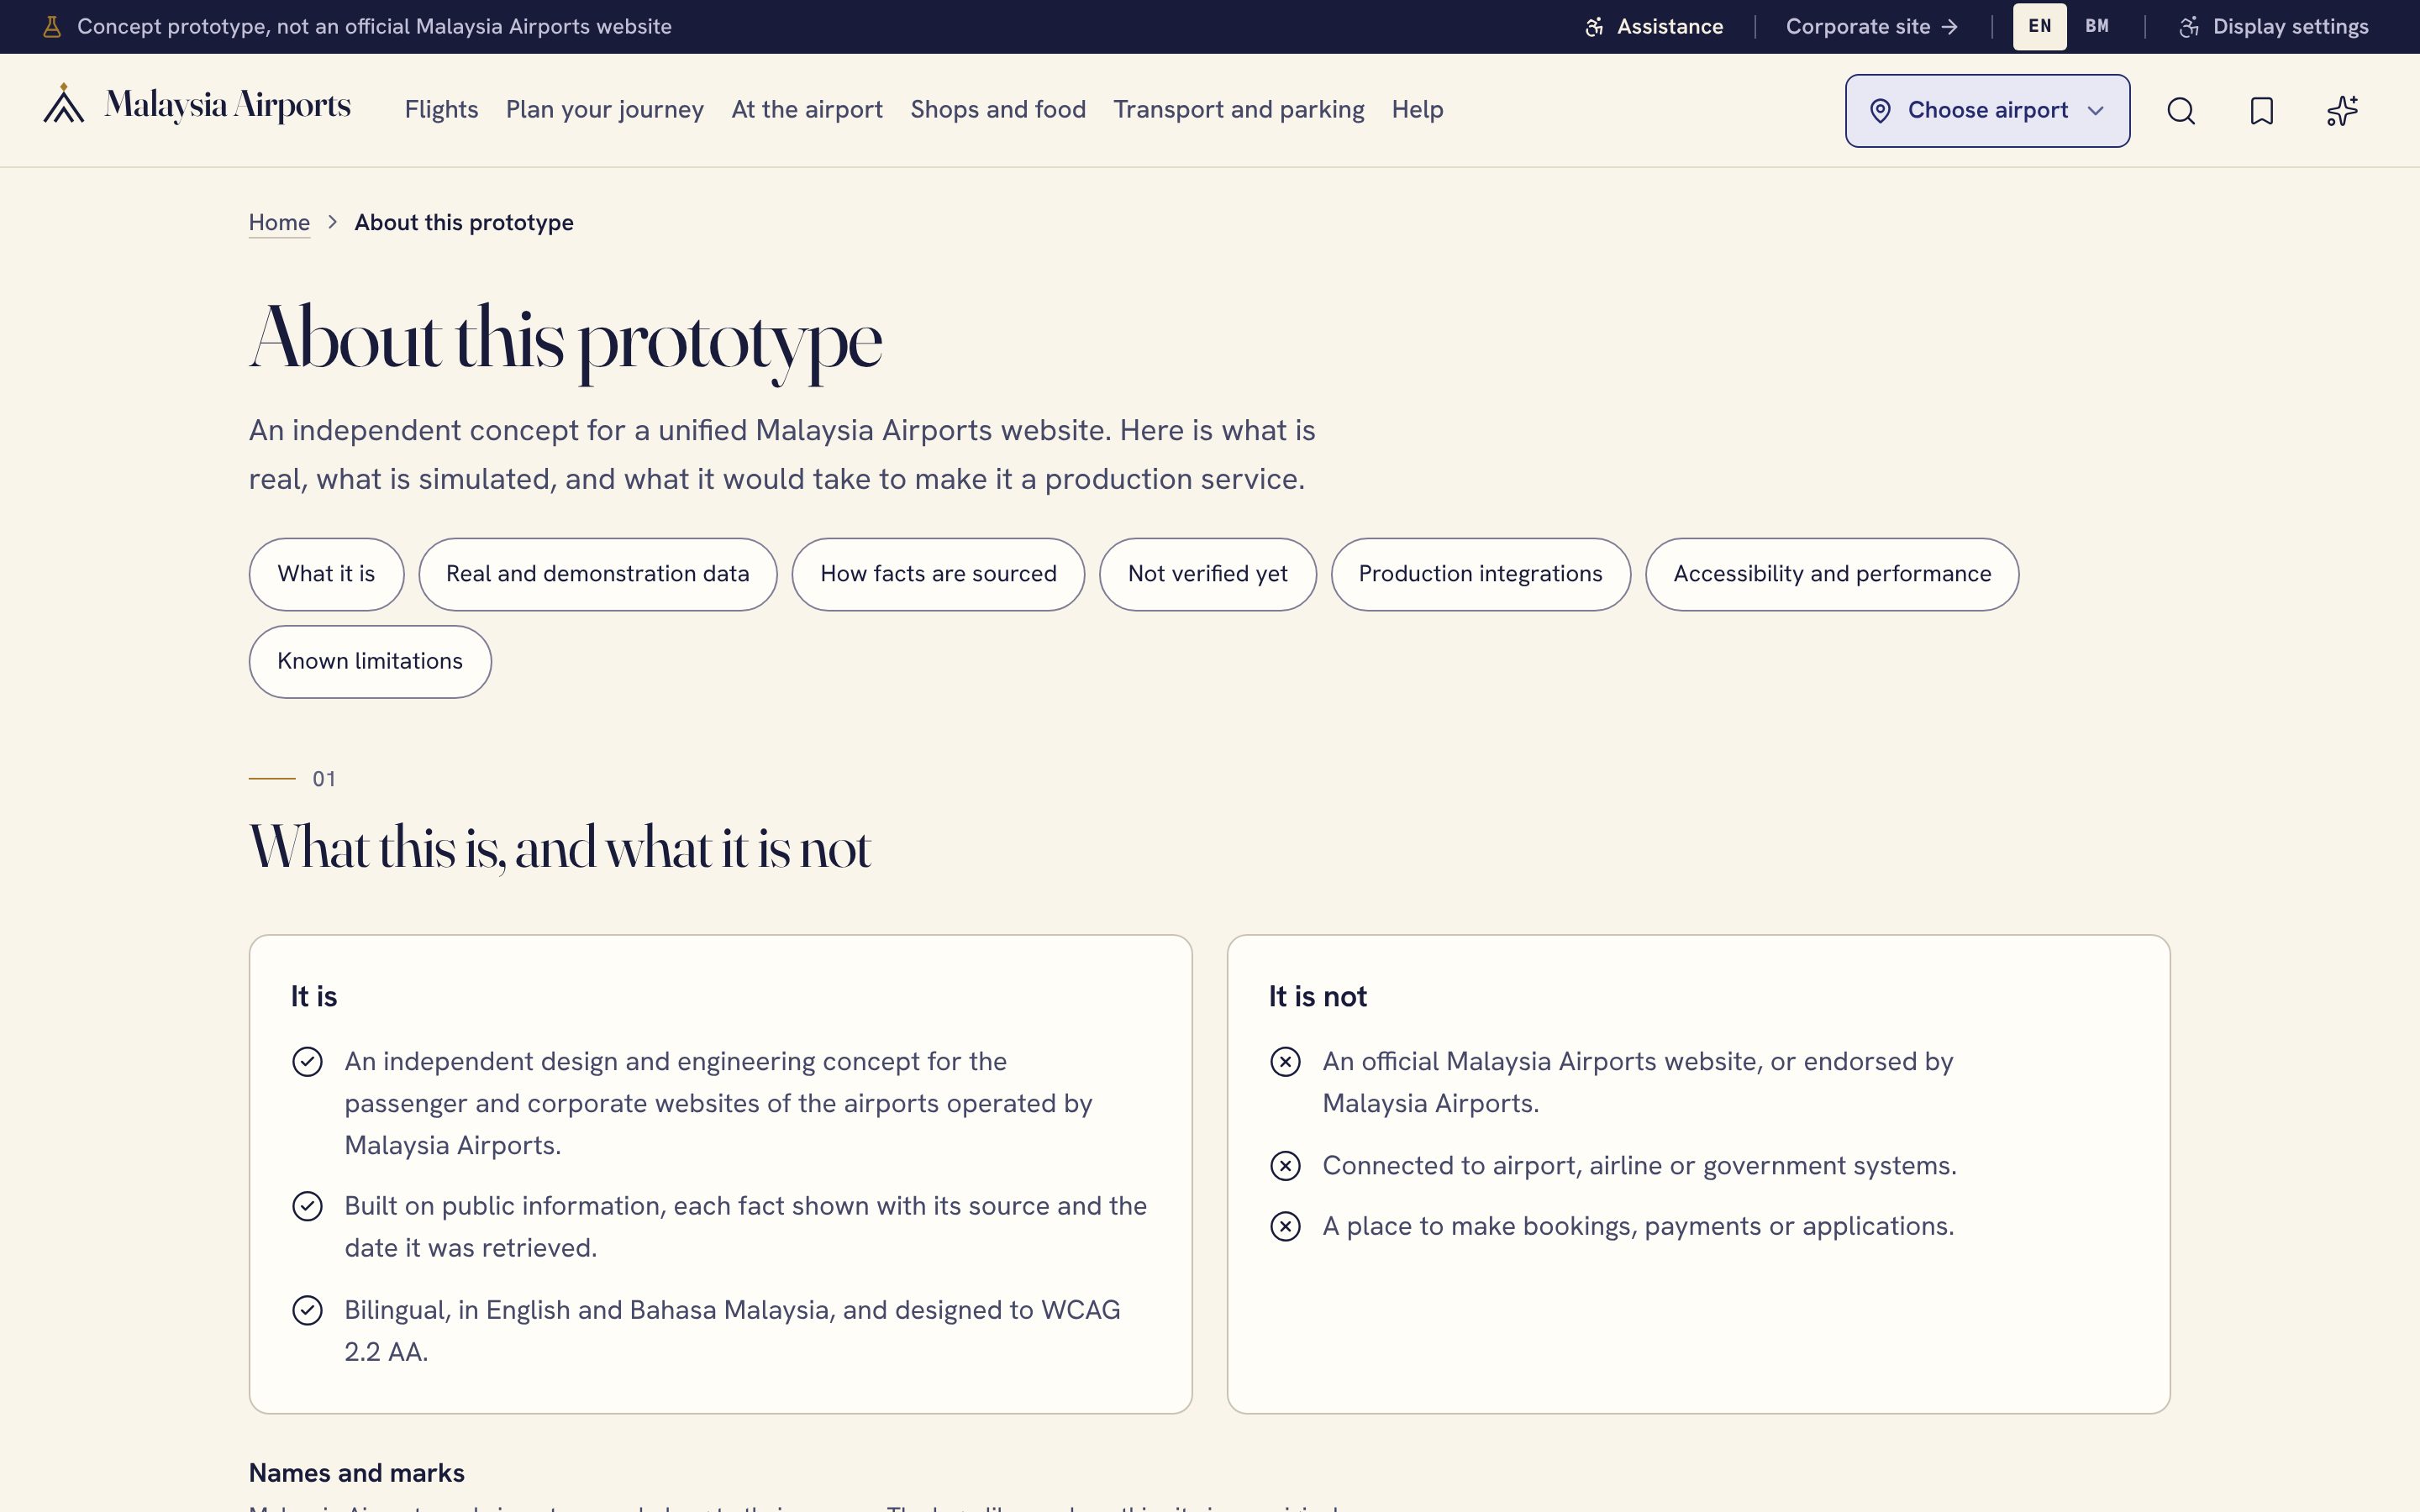 Concept prototype, not an official Malaysia Airports website
Assistance
Corporate site →
EN
BM
Display settings
Malaysia Airports
Flights
Plan your journey
At the airport
Shops and food
Transport and parking
Help
Choose airport
Home > About this prototype
About this prototype
An independent concept for a unified Malaysia Airports website. Here is what is
real, what is simulated, and what it would take to make it a production service.
What it is
Real and demonstration data
How facts are sourced
Not verified yet
Production integrations
Accessibility and performance
Known limitations
01
What this is, and what it is not
It is
An independent design and engineering concept for the
passenger and corporate websites of the airports operated by
Malaysia Airports.
Built on public information, each fact shown with its source and the
date it was retrieved.
Bilingual, in English and Bahasa Malaysia, and designed to WCAG
2.2 AA.
It is not
An official Malaysia Airports website, or endorsed by
Malaysia Airports.
Connected to airport, airline or government systems.
A place to make bookings, payments or applications.
Names and marks